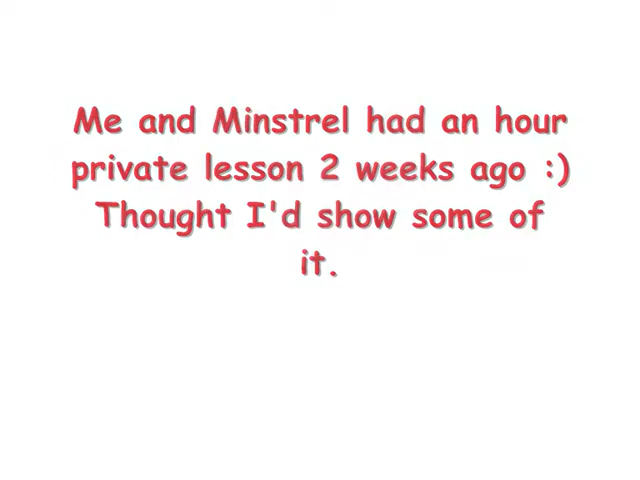 Me and Minstrel had an hour
private lesson 2 weeks ago :)
Thought I'd show some of
it.